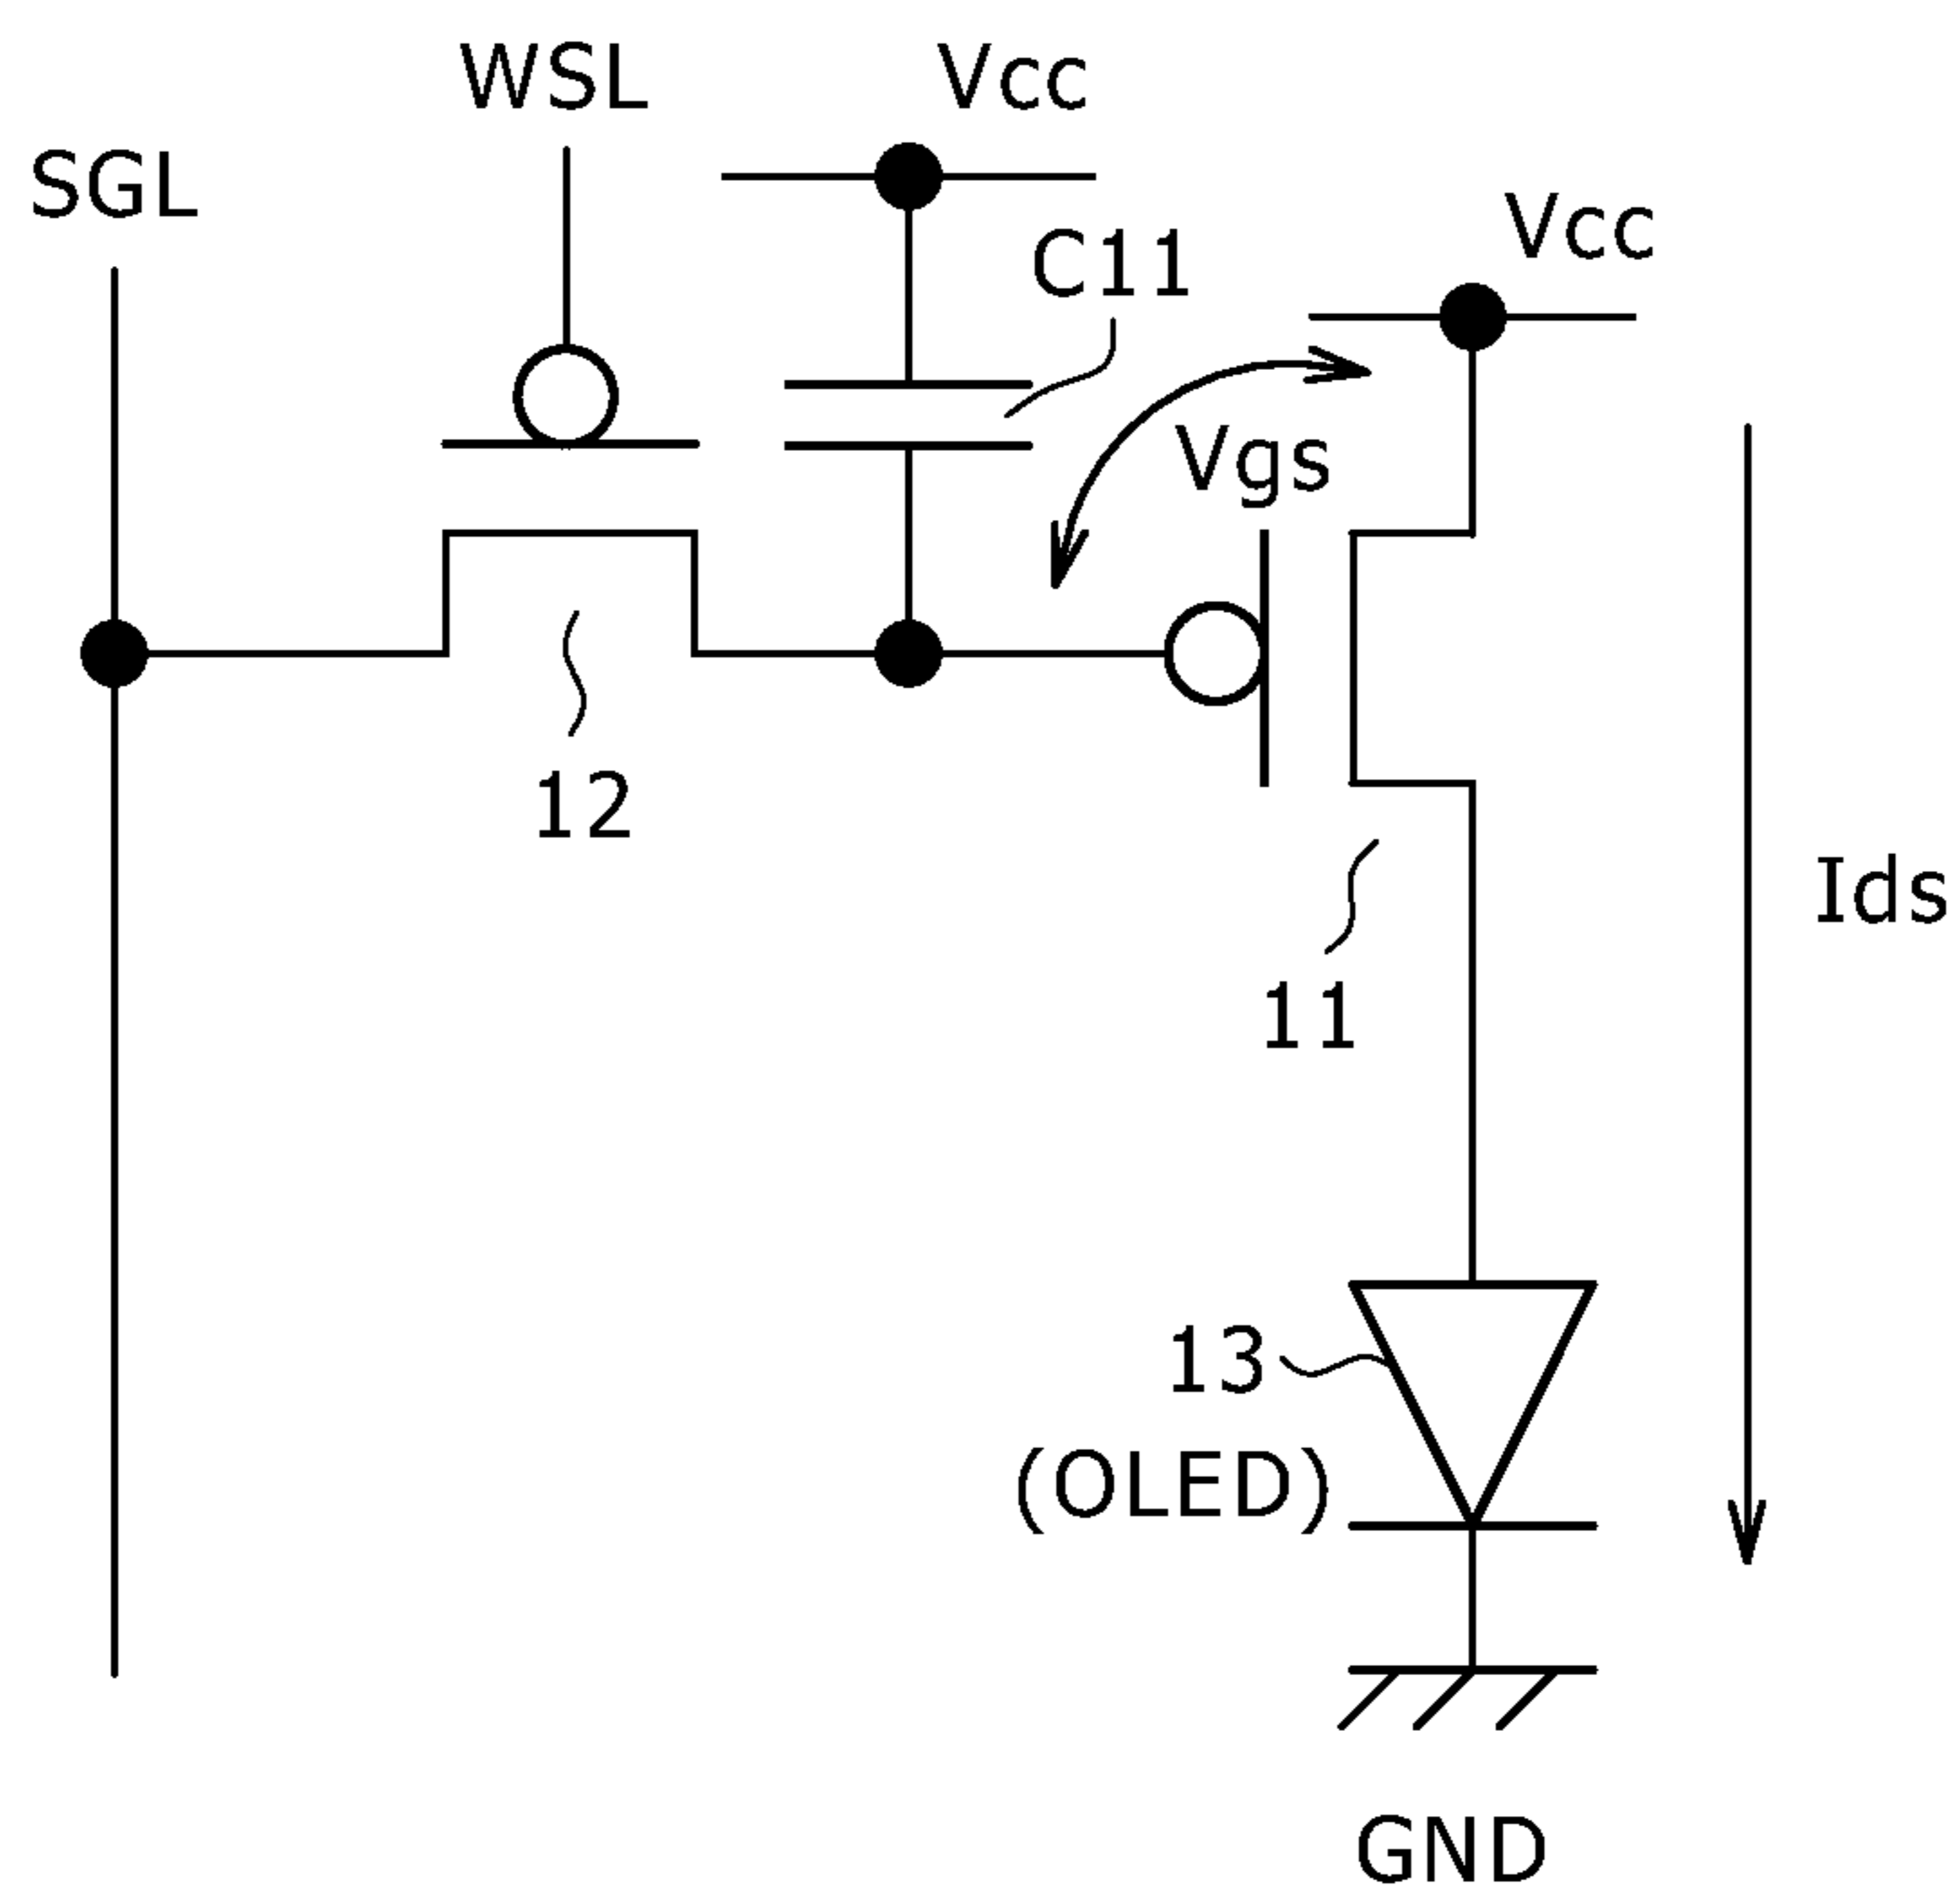 WSL
Vcc
SGL
Vcc
C11
Vgs
12
Ids
11
13
(OLED)
GND